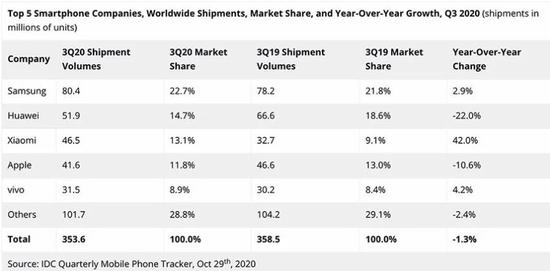 Top 5 Smartphone Companies, Worldwide Shipments, Market Share, and Year-Over-Year Growth, Q3 2020 (shipments in
millions of units)
Company 3Q20 Shipment Volumes 3Q20 Market Share 3Q19 Shipment Volumes 3Q19 Market Share Year-Over-Year Change
Samsung 80.4 22.7% 78.2 21.8% 2.9%
Huawei 51.9 14.7% 66.6 18.6% -22.0%
Xiaomi 46.5 13.1% 32.7 9.1% 42.0%
Apple 41.6 11.8% 46.6 13.0% -10.6%
vivo 31.5 8.9% 30.2 8.4% 4.2%
Others 101.7 28.8% 104.2 29.1% -2.4%
Total 353.6 100.0% 358.5 100.0% -1.3%
Source: IDC Quarterly Mobile Phone Tracker, Oct 29th, 2020